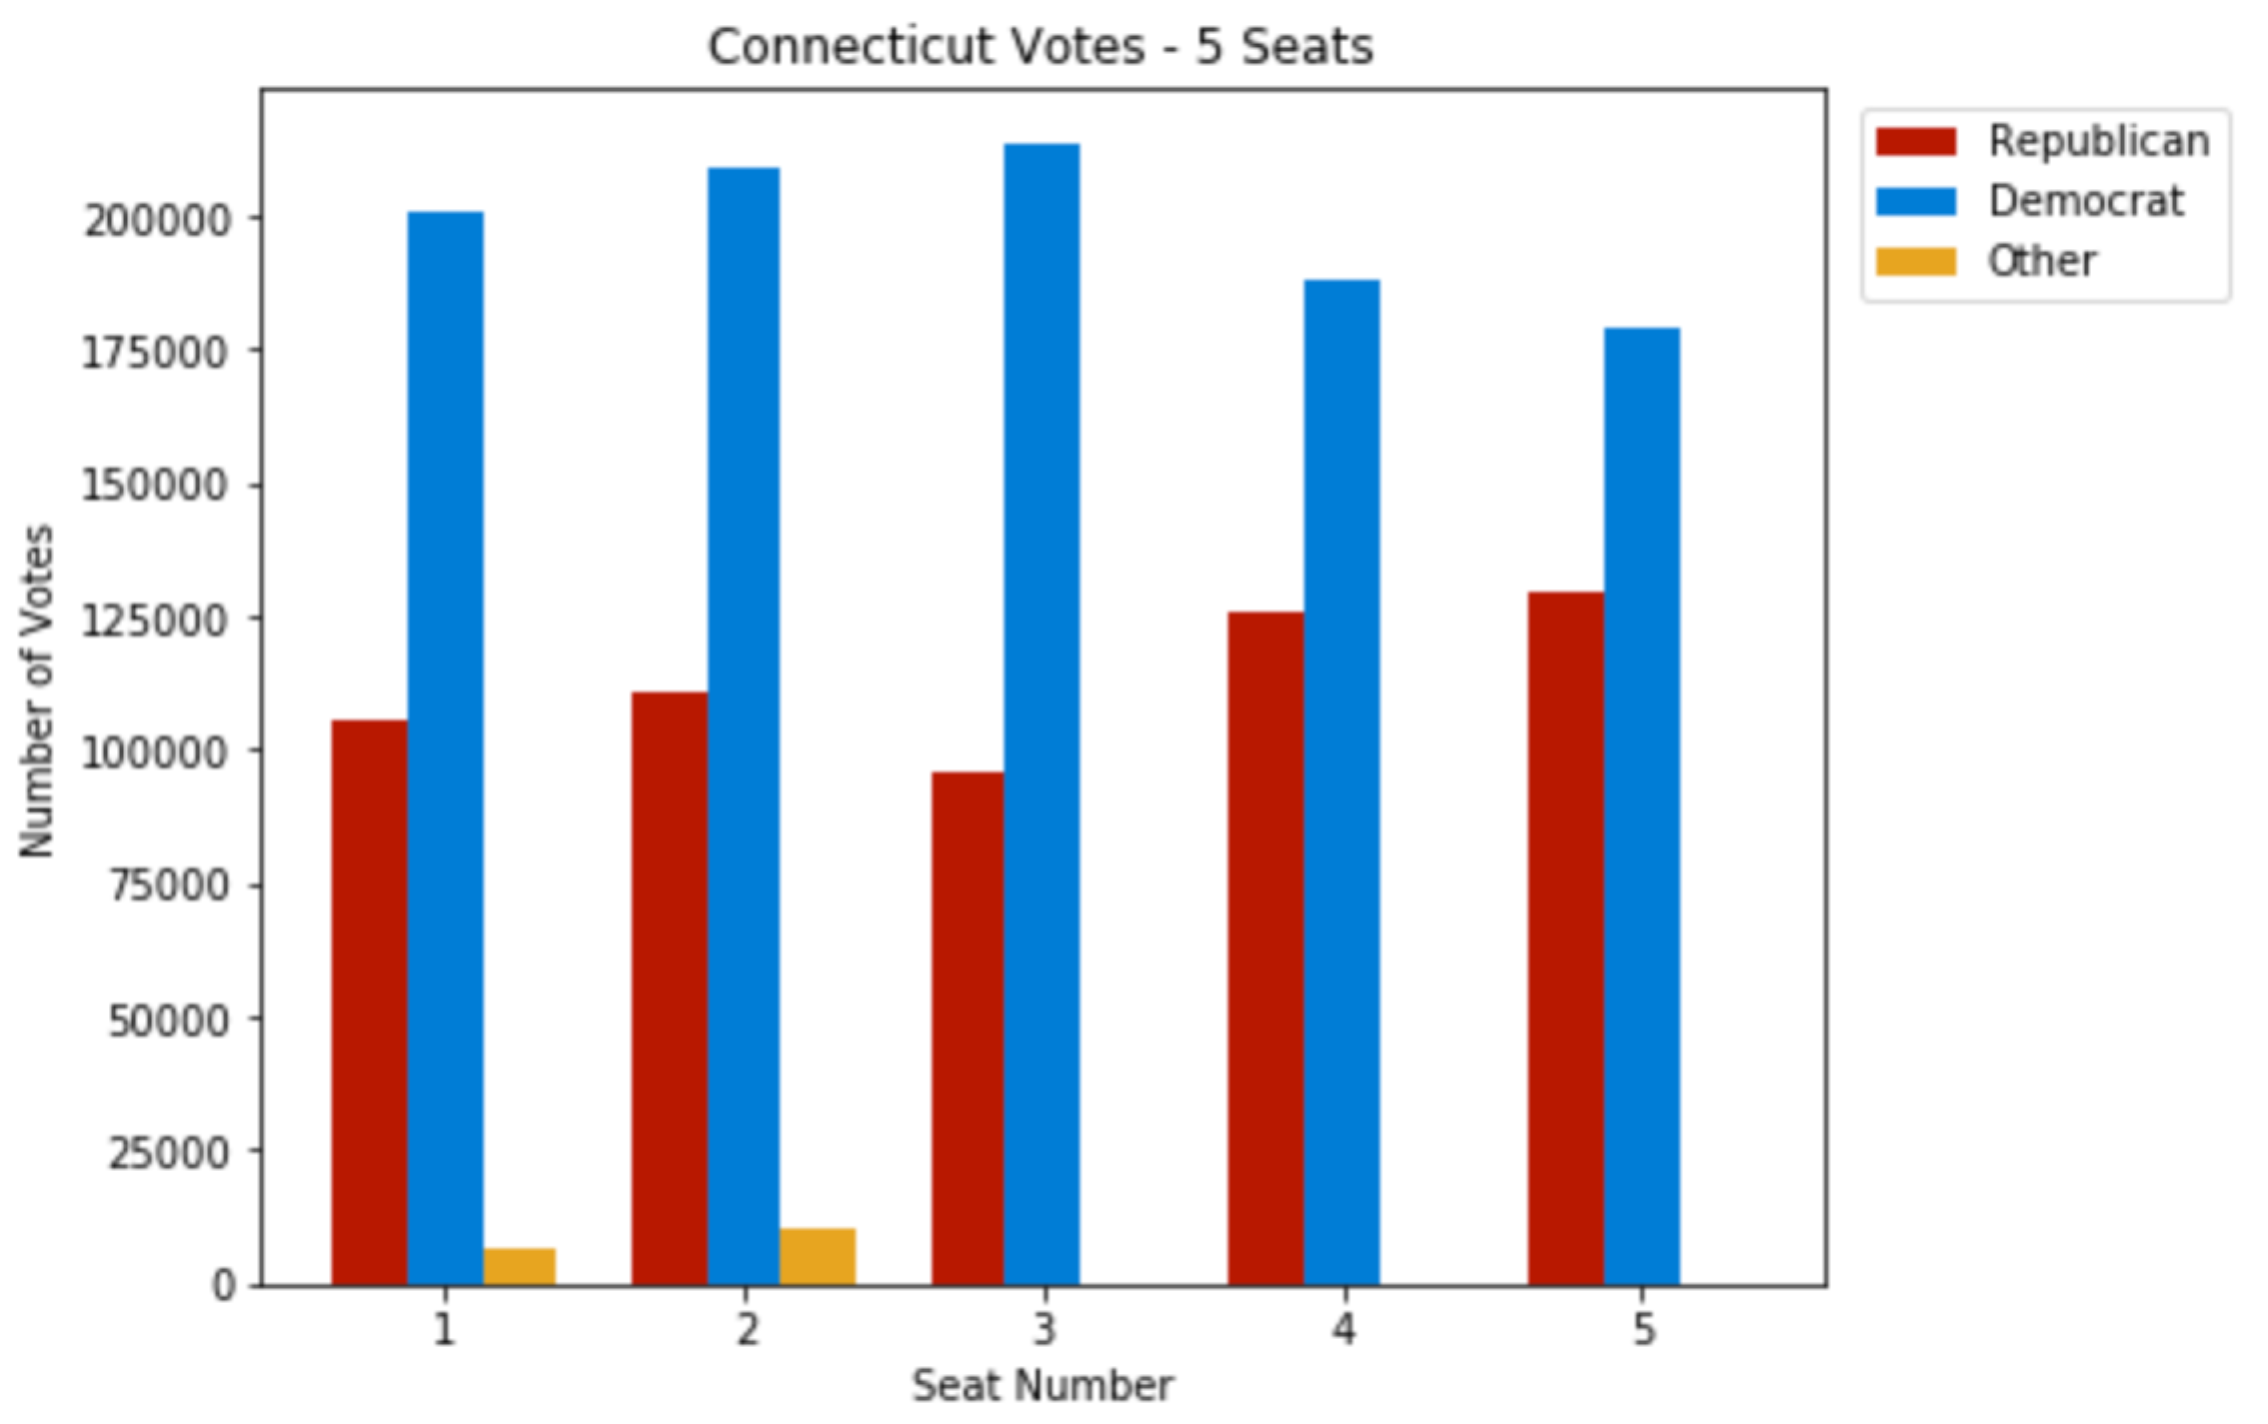 Connecticut Votes - 5 Seats
Republican
Democrat
Other
200000
175000
150000
125000
100000
75000
50000
25000
0
Number of Votes
1 2 3 4 5
Seat Number